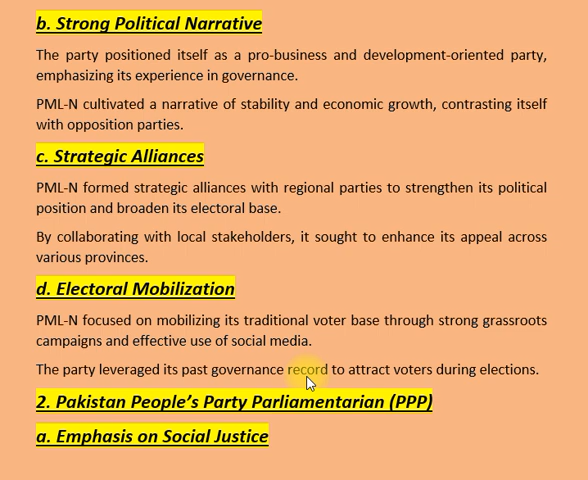 b. Strong Political Narrative
The party positioned itself as a pro-business and development-oriented party,
emphasizing its experience in governance.
PML-N cultivated a narrative of stability and economic growth, contrasting itself
with opposition parties.
c. Strategic Alliances
PML-N formed strategic alliances with regional parties to strengthen its political
position and broaden its electoral base.
By collaborating with local stakeholders, it sought to enhance its appeal across
various provinces.
d. Electoral Mobilization
PML-N focused on mobilizing its traditional voter base through strong grassroots
campaigns and effective use of social media.
The party leveraged its past governance record to attract voters during elections.
2. Pakistan People’s Party Parliamentarian (PPP)
a. Emphasis on Social Justice